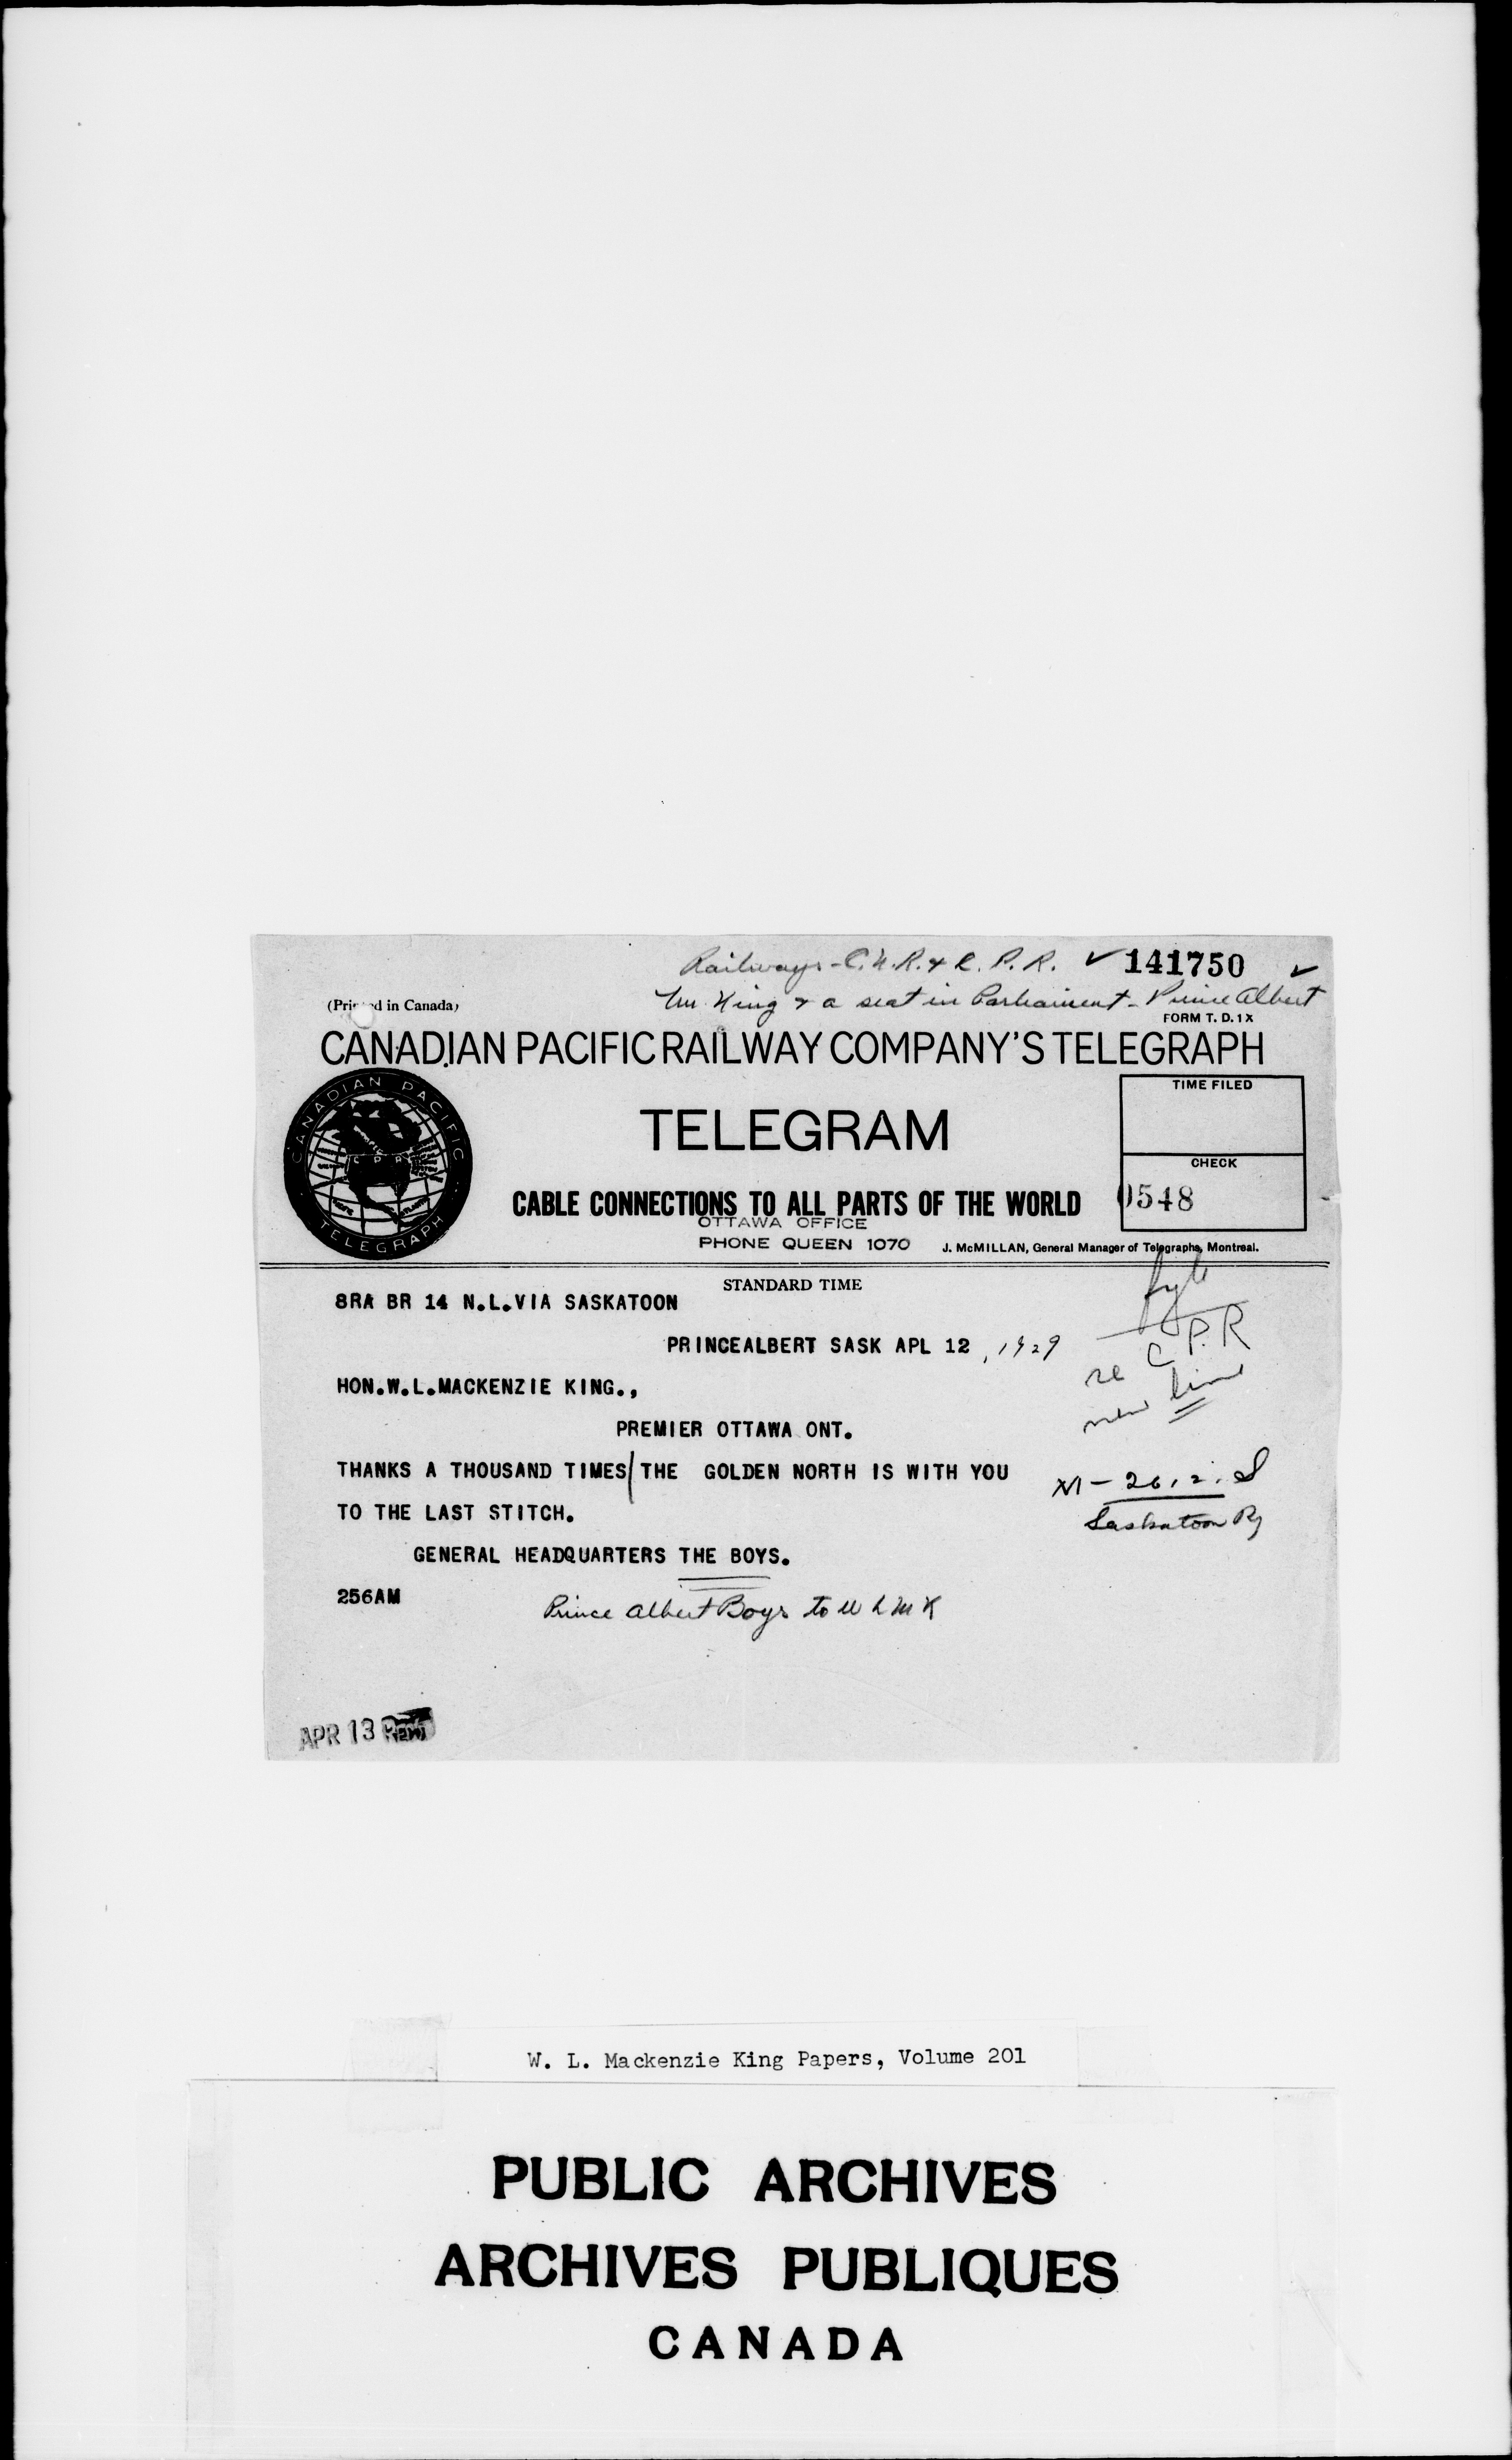 Railways - C.N.R. & C.P.R. ✓ 141750 ✓
(Printed in Canada)
Mr King & a seat in Parliament - Prince Albert
FORM T. D. 1 X
CANADIAN PACIFIC RAILWAY COMPANY'S TELEGRAPH
CANADIAN PACIFIC
CPR
TELEGRAPH
TELEGRAM
TIME FILED
CHECK
CABLE CONNECTIONS TO ALL PARTS OF THE WORLD
0548
OTTAWA OFFICE
PHONE QUEEN 1070
J. McMILLAN, General Manager of Telegraphs, Montreal.
STANDARD TIME
8RA BR 14 N.L.VIA SASKATOON
PRINCEALBERT SASK APL 12, 1929
fyle
re C.P.R
new line
HON.W.L.MACKENZIE KING.,
PREMIER OTTAWA ONT.
THANKS A THOUSAND TIMES/THE GOLDEN NORTH IS WITH YOU
TO THE LAST STITCH.
Saskatoon Ry
GENERAL HEADQUARTERS THE BOYS.
256AM
Prince Albert Boys to W L M K
APR 13
W. L. Mackenzie King Papers, Volume 201
PUBLIC ARCHIVES
ARCHIVES PUBLIQUES
CANADA